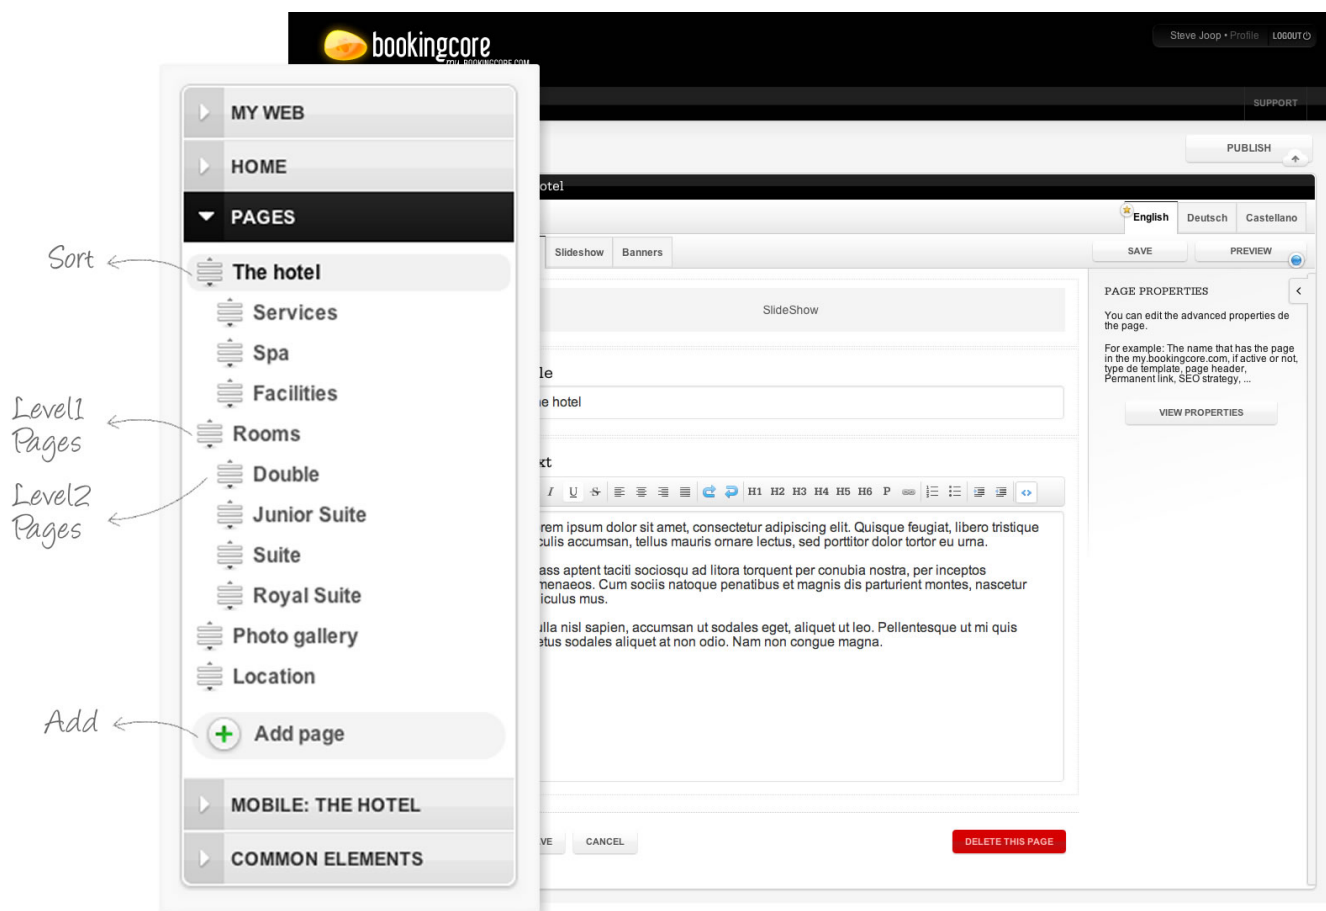 bookingcore
my.bookingcore.com
Steve Joop • Profile LOGOUT
SUPPORT
PUBLISH
MY WEB
HOME
PAGES
Sort
The hotel
Services
Spa
Facilities
Level1
Pages
Rooms
Level2
Pages
Double
Junior Suite
Suite
Royal Suite
Photo gallery
Location
Add
Add page
MOBILE: THE HOTEL
COMMON ELEMENTS
otel
English Deutsch Castellano
Slideshow Banners
SAVE PREVIEW
SlideShow
le
e hotel
xt
I U S H1 H2 H3 H4 H5 H6 P
rem ipsum dolor sit amet, consectetur adipiscing elit. Quisque feugiat, libero tristique
culis accumsan, tellus mauris ornare lectus, sed porttitor dolor tortor eu urna.
ass aptent taciti sociosqu ad litora torquent per conubia nostra, per inceptos
menaeos. Cum sociis natoque penatibus et magnis dis parturient montes, nascetur
iculus mus.
ulla nisl sapien, accumsan ut sodales eget, aliquet ut leo. Pellentesque ut mi quis
etus sodales aliquet at non odio. Nam non congue magna.
VE CANCEL DELETE THIS PAGE
PAGE PROPERTIES
You can edit the advanced properties de
the page.
For example: The name that has the page
in the my.bookingcore.com, if active or not,
type de template, page header,
Permanent link, SEO strategy, ...
VIEW PROPERTIES